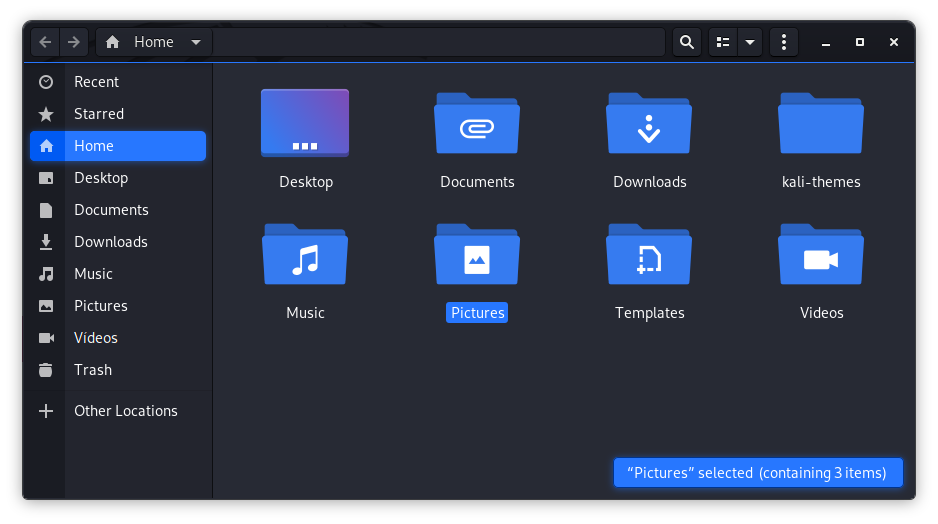 Home
Recent
Starred
Home
Desktop
Documents
Downloads
Music
Pictures
Videos
Trash
Other Locations
Desktop
Documents
Downloads
kali-themes
Music
Pictures
Templates
Videos
“Pictures” selected (containing 3 items)